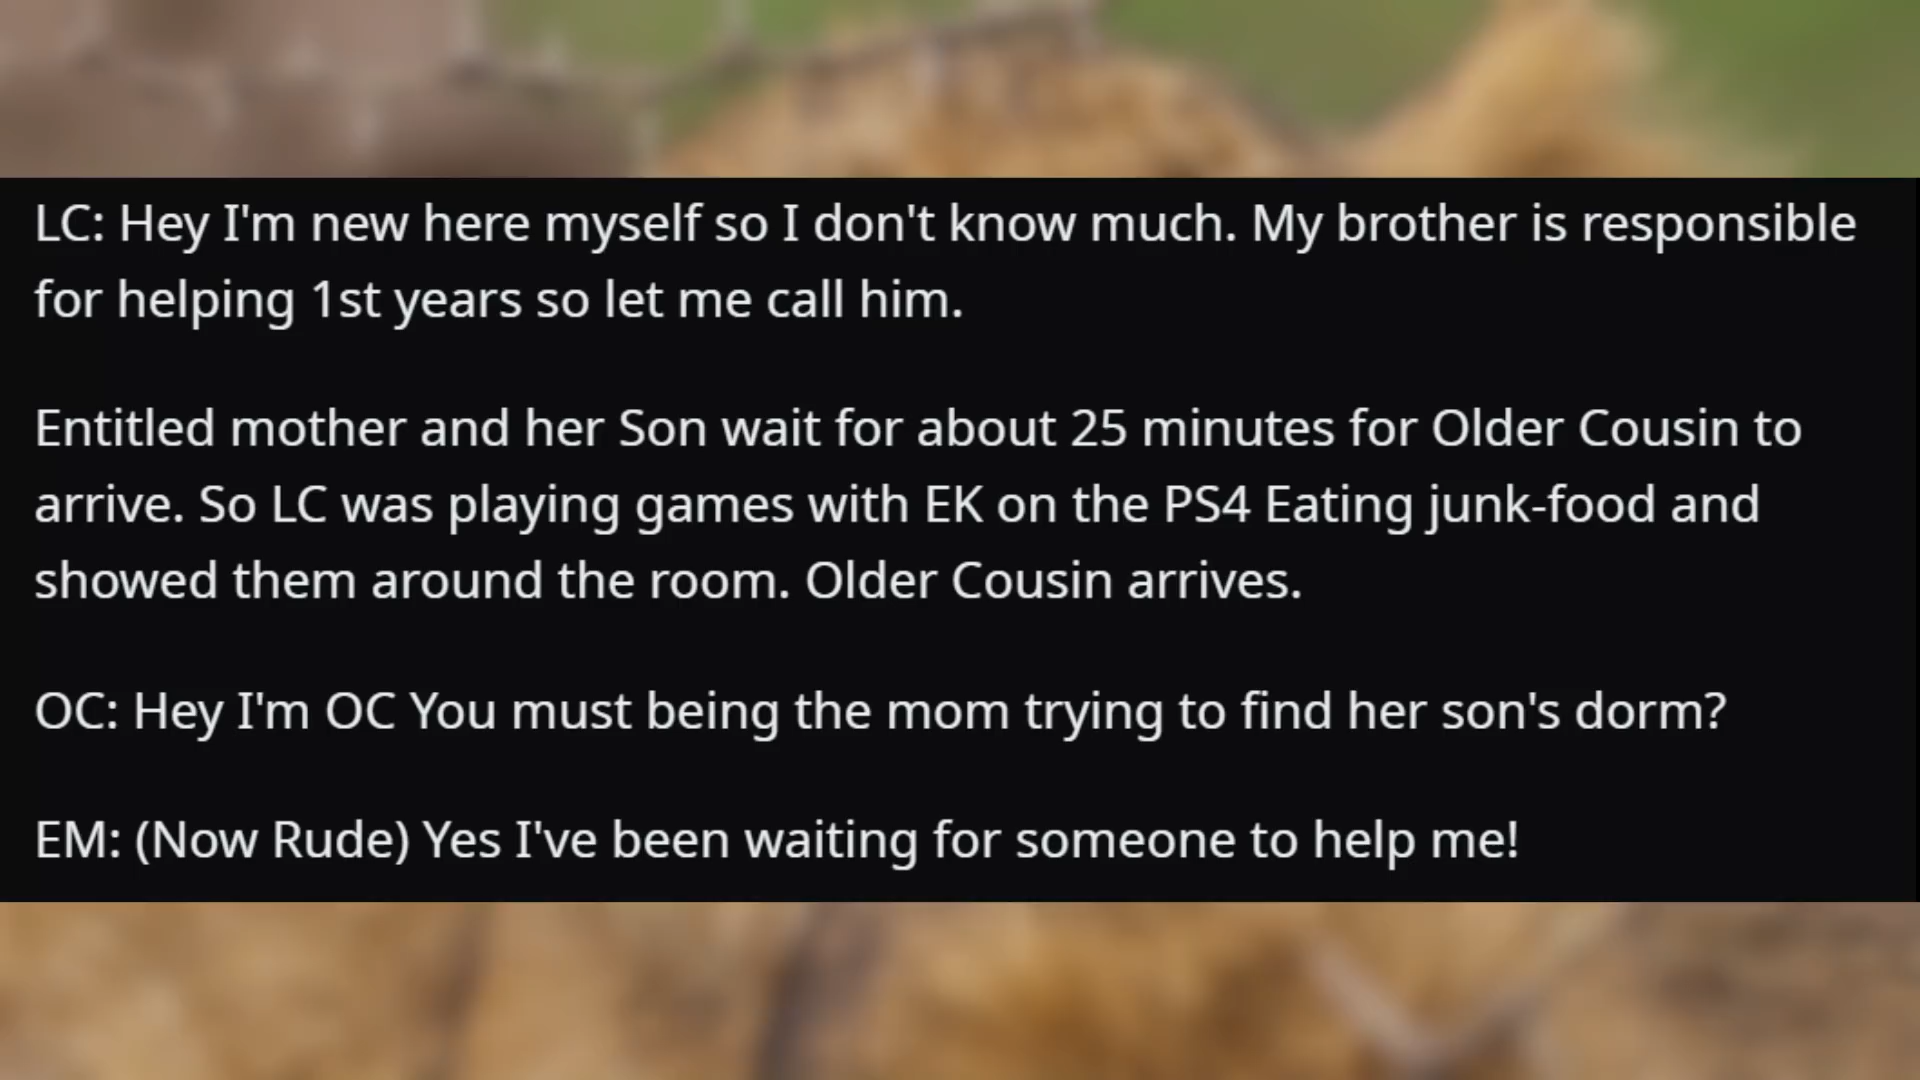 LC: Hey I'm new here myself so I don't know much. My brother is responsible
for helping 1st years so let me call him.
Entitled mother and her Son wait for about 25 minutes for Older Cousin to
arrive. So LC was playing games with EK on the PS4 Eating junk-food and
showed them around the room. Older Cousin arrives.
OC: Hey I'm OC You must being the mom trying to find her son's dorm?
EM: (Now Rude) Yes I've been waiting for someone to help me!